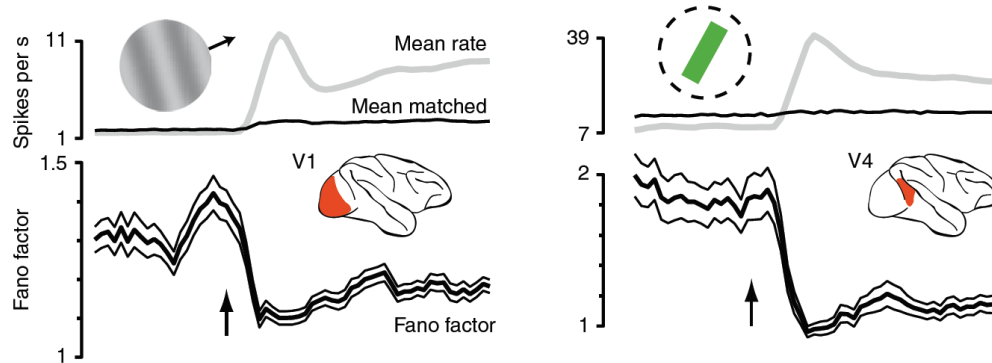 11
Spikes per s
1
Mean rate
Mean matched
39
7
1.5
Fano factor
1
V1
Fano factor
2
1
V4